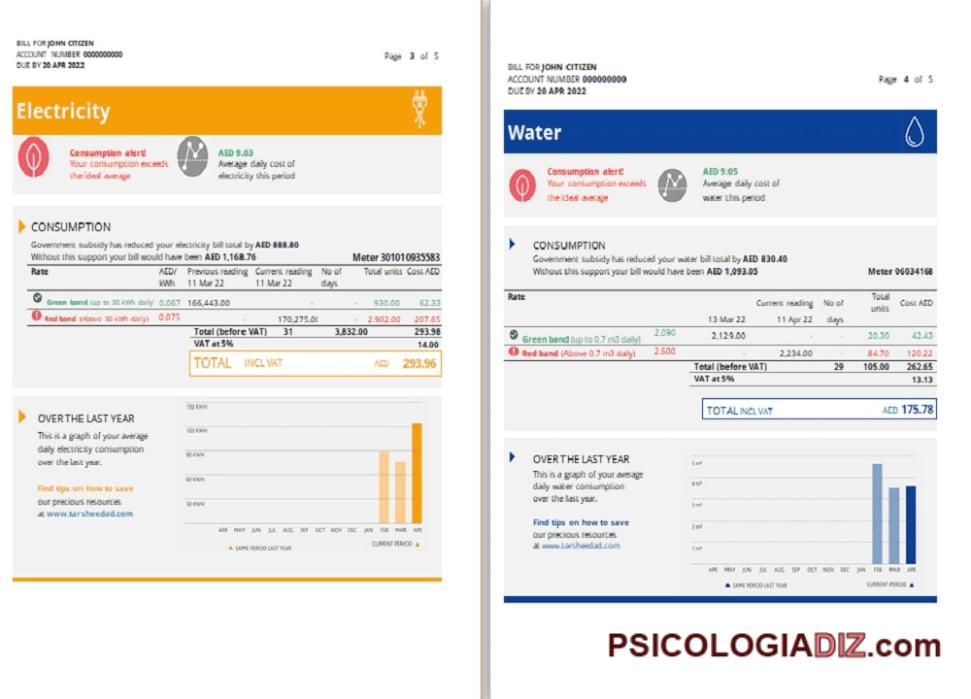 BILL FOR JOHN CITIZEN
ACCOUNT NUMBER 0000000000
DUE BY 20 APR 2022
Page 3 of 5
Electricity
Consumption alert!
Your consumption exceeds
the ideal average
AED 9.03
Average daily cost of
electricity this period
CONSUMPTION
Government subsidy has reduced your electricity bill total by AED 888.80
Without this support your bill would have been AED 1,168.76 Meter 301010935583
Rate AED/ kWh Previous reading 11 Mar 22 Current reading 11 Mar 22 No of days Total units Cost AED
Green band (up to 30 kWh daily 0.067 166,443.00 - - 930.00 62.33
Red band (Above 30 kWh daily) 0.075 - 170,275.0( - 2.902.00 207.65
Total (before VAT) 31 3,832.00 293.98
VAT at 5% 14.00
TOTAL INCL VAT AED 293.96
OVER THE LAST YEAR
This is a graph of your average
daily electricity consumption
over the last year.
Find tips on how to save
our precious resources
at www.tarsheedad.com
150 KWH
120 KWH
90 KWH
60 KWH
30 KWH
APR MAY JUN JUL AUG SEP OCT NOV DEC JAN FEB MAR APR
SAME PERIOD LAST YEAR
CURRENT PERIOD
BILL FOR JOHN CITIZEN
ACCOUNT NUMBER 000000000
DUE BY 20 APR 2022
Page 4 of 5
Water
Consumption alert!
Your consumption exceeds
the ideal average
AED 9.05
Average daily cost of
water this period
CONSUMPTION
Government subsidy has reduced your water bill total by AED 830.40
Without this support your bill would have been AED 1,093.05 Meter 06034168
Rate 13 Mar 22 Current reading 11 Apr 22 No of days Total units Cost AED
Green band (up to 0.7 m3 daily) 2.090 2,129.00 - - 20.30 42.43
Red band (Above 0.7 m3 daily) 2.600 - 2,234.00 - 84.70 120.22
Total (before VAT) 29 105.00 262.65
VAT at 5% 13.13
TOTAL INCL VAT AED 175.78
OVER THE LAST YEAR
This is a graph of your average
daily water consumption
over the last year.
Find tips on how to save
our precious resources
at www.tarsheedad.com
5 m³
4 m³
3 m³
2 m³
1 m³
APR MAY JUN JUL AUG SEP OCT NOV DEC JAN FEB MAR APR
SAME PERIOD LAST YEAR
CURRENT PERIOD
PSICOLOGIADIZ.com